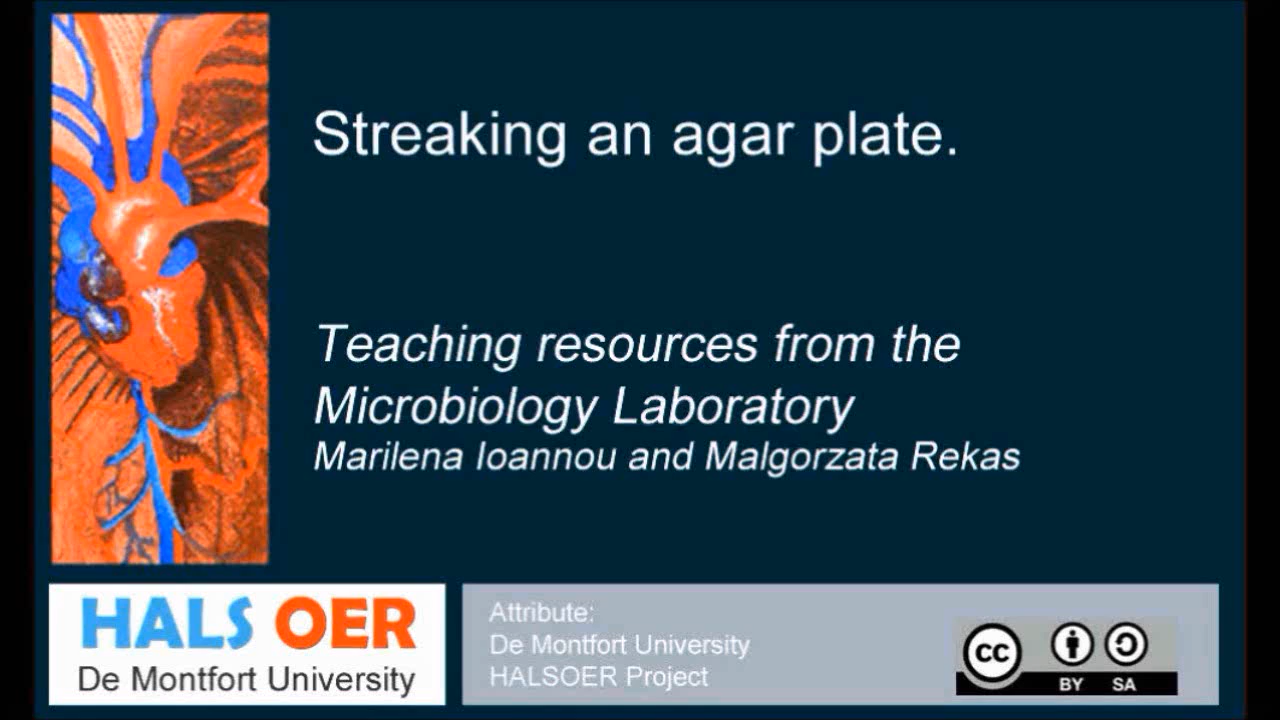 Streaking an agar plate.
Teaching resources from the
Microbiology Laboratory
Marilena Ioannou and Malgorzata Rekas
HALS OER
De Montfort University
Attribute:
De Montfort University
HALSOER Project
cc
BY SA